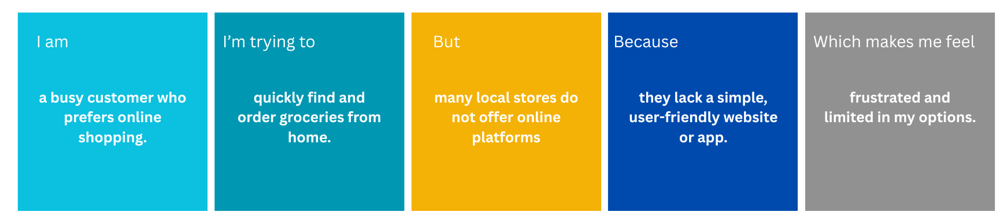 I am
a busy customer who
prefers online
shopping.
I’m trying to
quickly find and
order groceries from
home.
But
many local stores do
not offer online
platforms
Because
they lack a simple,
user-friendly website
or app.
Which makes me feel
frustrated and
limited in my options.